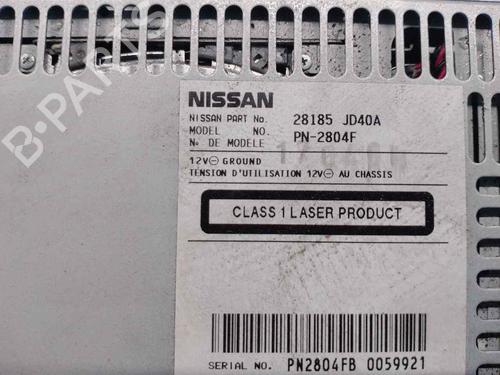 NISSAN
NISSAN PART No. 28185 JD40A
MODEL NO. PN-2804F
No DE MODELE
12V⊖ GROUND
TENSION D'UTILISATION 12V⊖ AU CHASSIS
CLASS 1 LASER PRODUCT
SERIAL NO. PN2804FB 0059921
B-PARTS